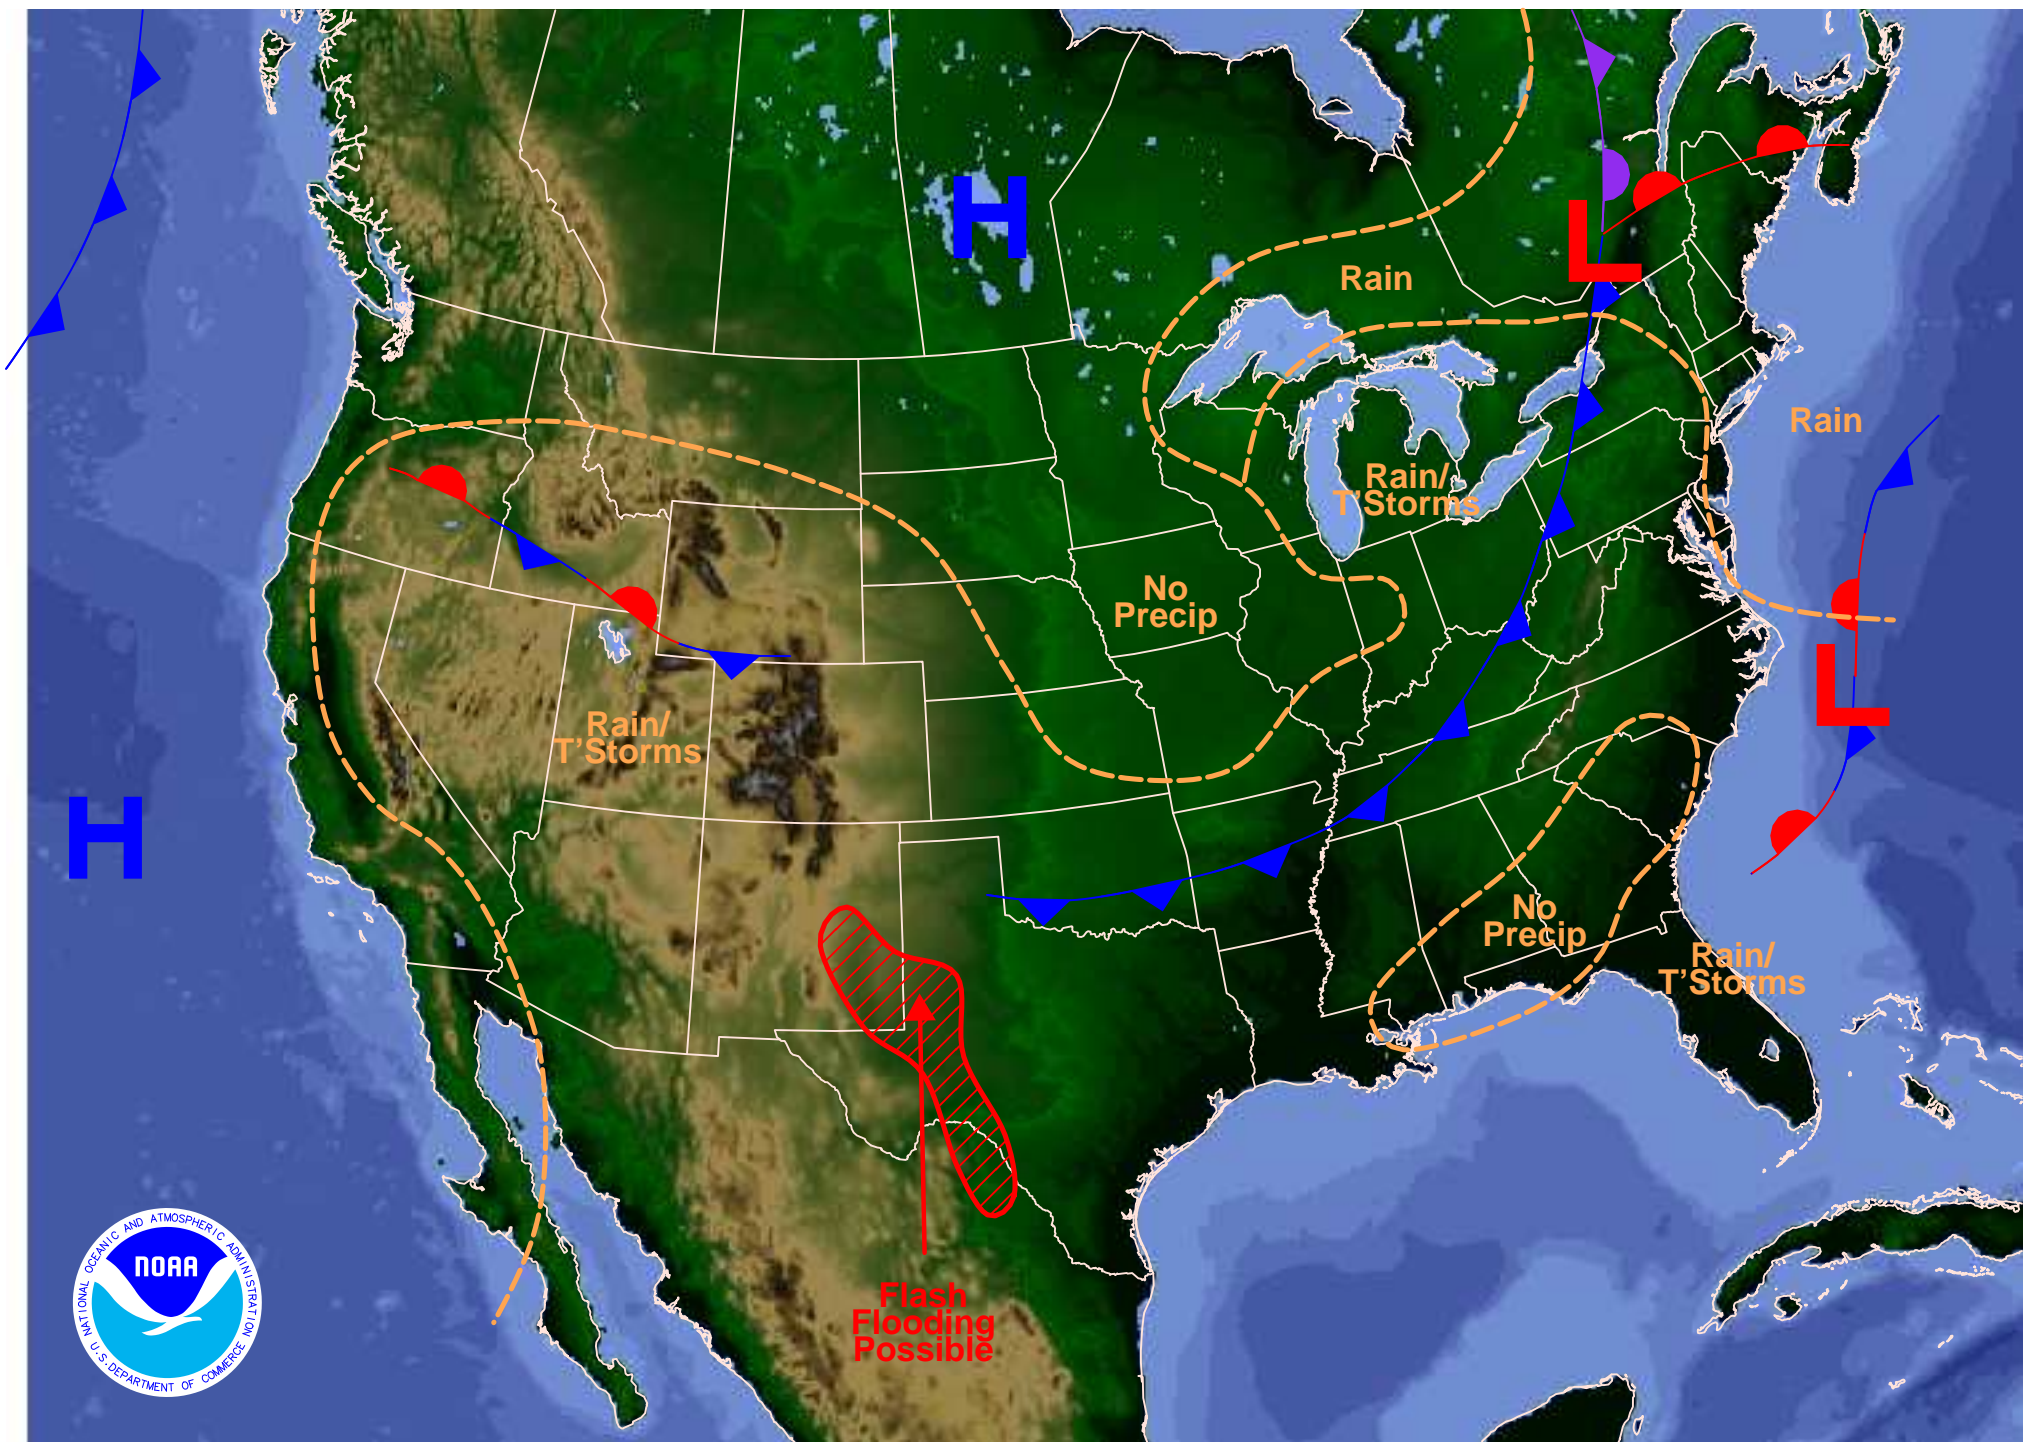 H
L
Rain
Rain
Rain/
T'Storms
No
Precip
L
Rain/
T'Storms
H
No
Precip
Rain/
T'Storms
Flash
Flooding
Possible
NATIONAL OCEANIC AND ATMOSPHERIC ADMINISTRATION
NOAA
U.S. DEPARTMENT OF COMMERCE